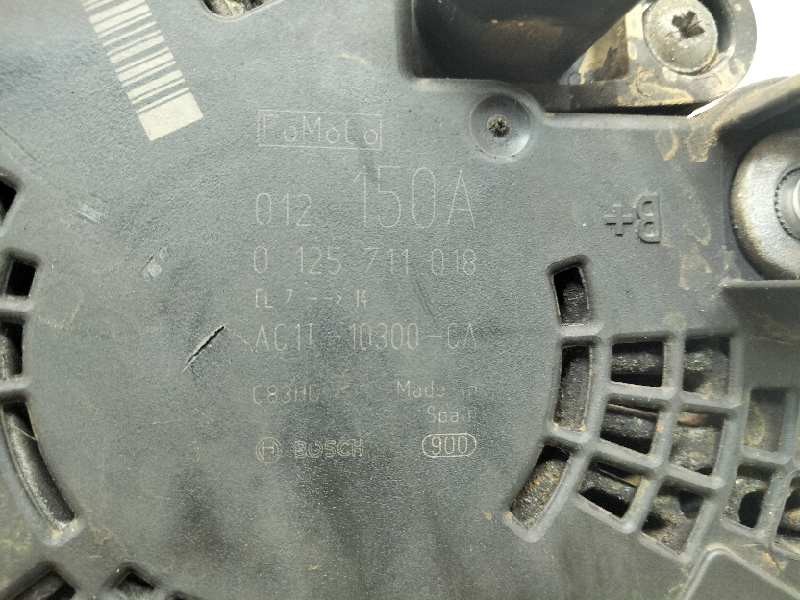 FoMoCo
012 150A
0 125 711 018
B+
AC1T-10300-CA
Made in
Spain
BOSCH 900